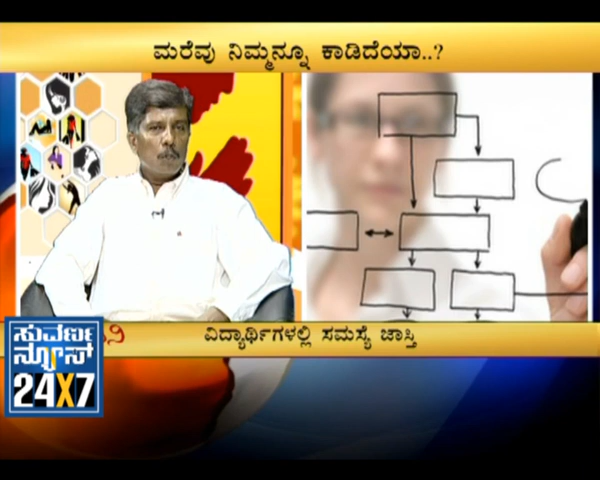 ಮರೆವು ನಿಮ್ಮನ್ನೂ ಕಾಡಿದೆಯಾ..?
ವಿದ್ಯಾರ್ಥಿಗಳಲ್ಲಿ ಸಮಸ್ಯೆ ಜಾಸ್ತಿ
ಸುವರ್ಣ
ನ್ಯೂಸ್
24X7